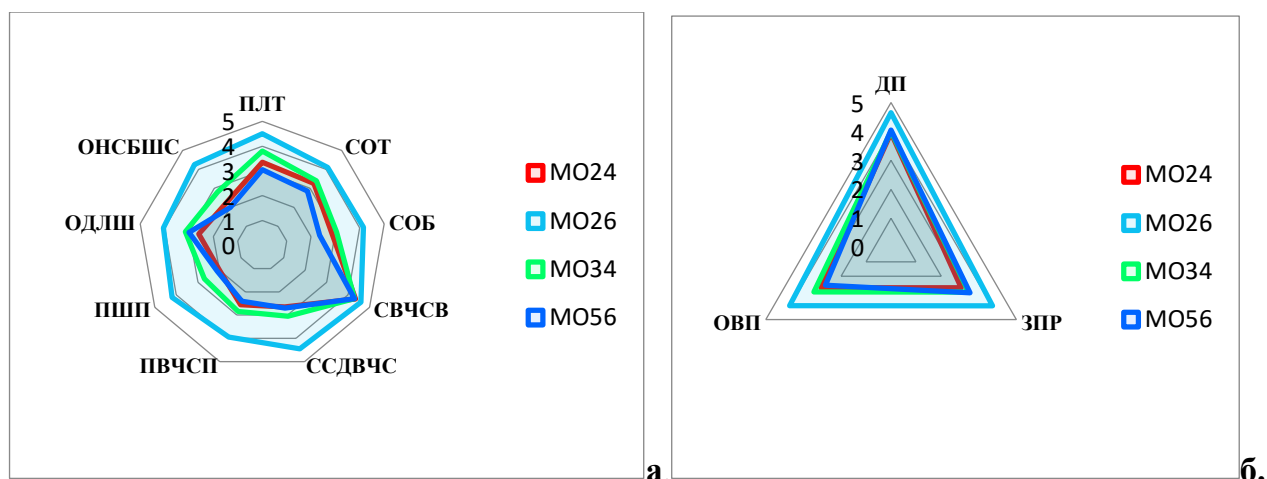 ПЛТ
СОТ
СОБ
СВЧСВ
ССДВЧС
ПВЧСП
ПШП
ОДЛШ
ОНСБШС
5
4
3
2
1
0
МО24
МО26
МО34
МО56
а
ДП
ЗПР
ОВП
5
4
3
2
1
0
МО24
МО26
МО34
МО56
б.